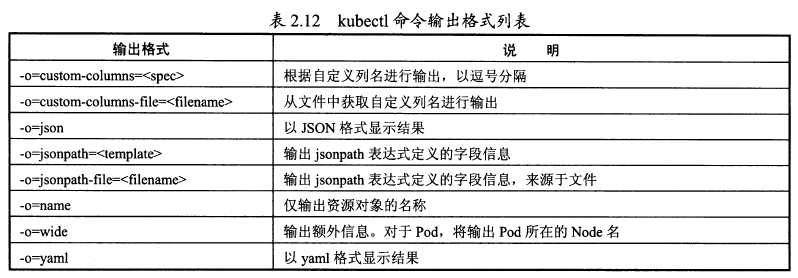 表 2.12 kubectl 命令输出格式列表
输出格式 说 明
-o=custom-columns=<spec> 根据自定义列名进行输出，以逗号分隔
-o=custom-columns-file=<filename> 从文件中获取自定义列名进行输出
-o=json 以 JSON 格式显示结果
-o=jsonpath=<template> 输出 jsonpath 表达式定义的字段信息
-o=jsonpath-file=<filename> 输出 jsonpath 表达式定义的字段信息，来源于文件
-o=name 仅输出资源对象的名称
-o=wide 输出额外信息。对于 Pod，将输出 Pod 所在的 Node 名
-o=yaml 以 yaml 格式显示结果